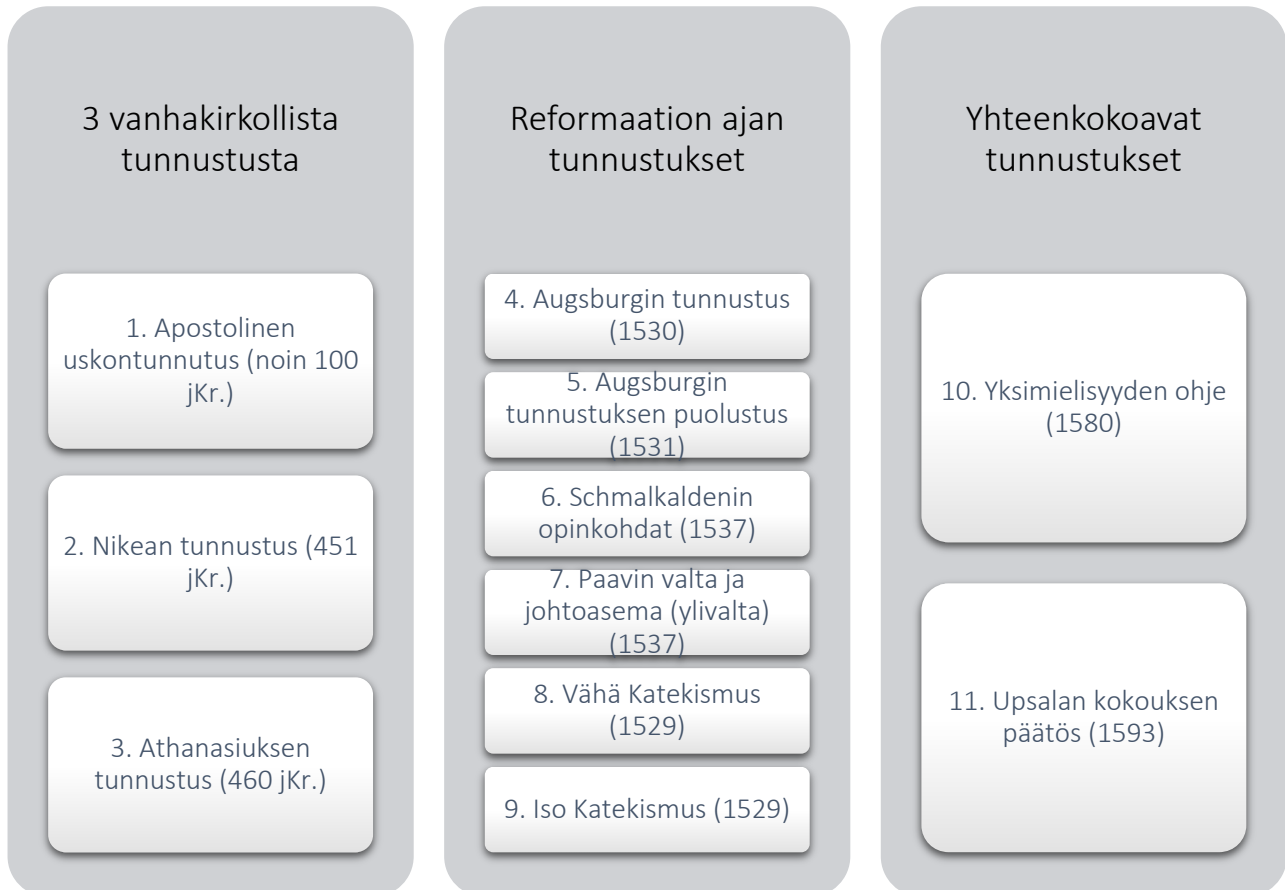 3 vanhakirkollista
tunnustusta
1. Apostolinen
uskontunnutus (noin 100
jKr.)
2. Nikean tunnustus (451
jKr.)
3. Athanasiuksen
tunnustus (460 jKr.)
Reformaation ajan
tunnustukset
4. Augsburgin tunnustus
(1530)
5. Augsburgin
tunnustuksen puolustus
(1531)
6. Schmalkaldenin
opinkohdat (1537)
7. Paavin valta ja
johtoasema (ylivalta)
(1537)
8. Vähä Katekismus
(1529)
9. Iso Katekismus (1529)
Yhteenkokoavat
tunnustukset
10. Yksimielisyyden ohje
(1580)
11. Upsalan kokouksen
päätös (1593)